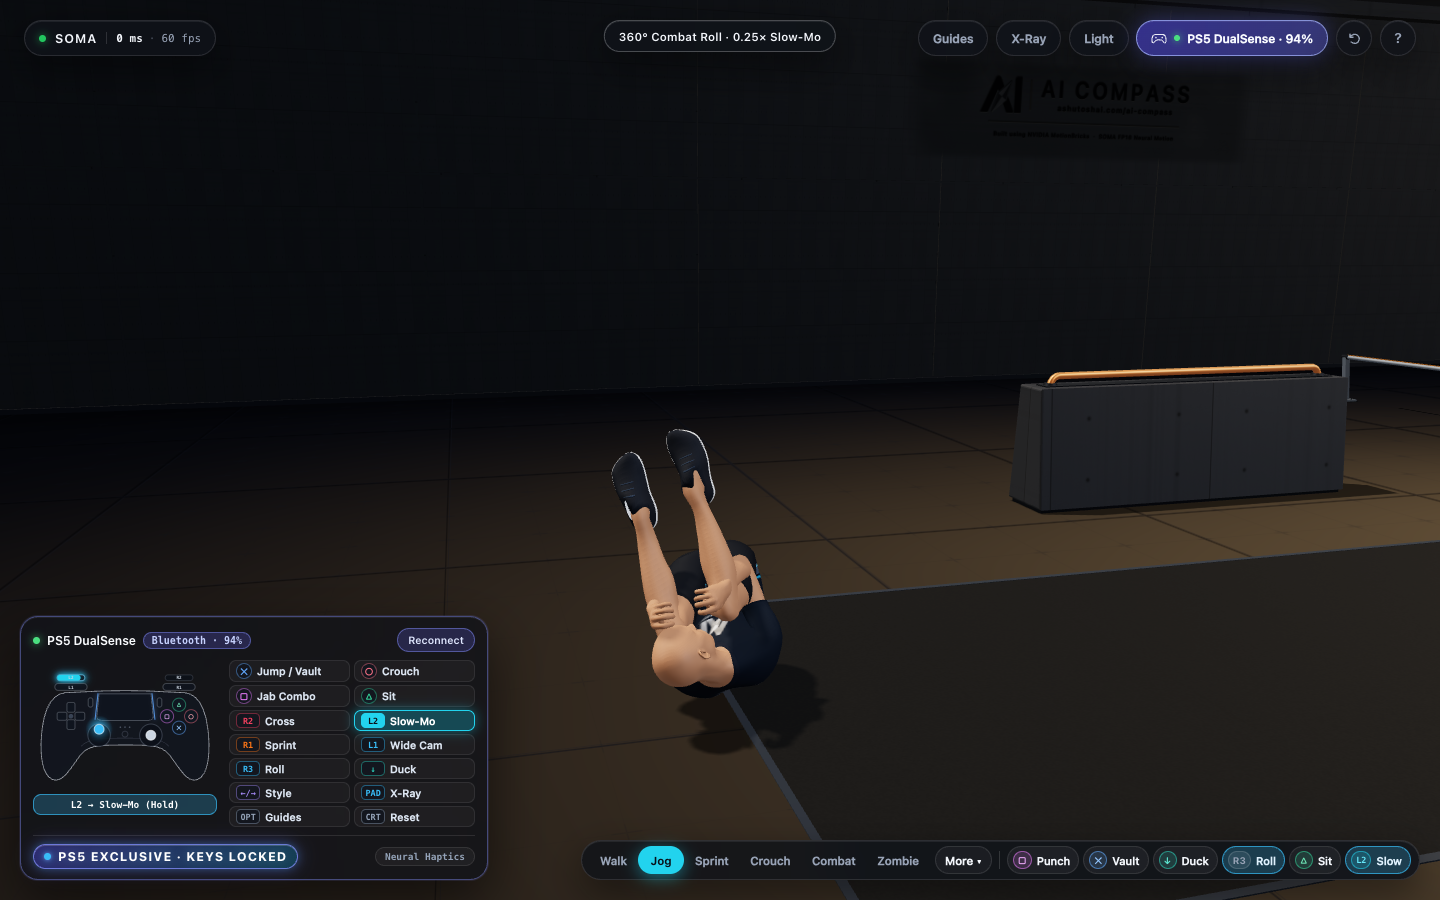 SOMA 0 ms · 60 fps
360° Combat Roll · 0.25× Slow-Mo
Guides
X-Ray
Light
PS5 DualSense · 94%
?
AI COMPASS
PS5 DualSense
Bluetooth · 94%
Reconnect
L2
R2
L1
R1
Jump / Vault
Crouch
Jab Combo
Sit
R2 Cross
L2 Slow-Mo
R1 Sprint
L1 Wide Cam
R3 Roll
↓ Duck
←/→ Style
PAD X-Ray
OPT Guides
CRT Reset
L2 → Slow-Mo (Hold)
PS5 EXCLUSIVE · KEYS LOCKED
Neural Haptics
Walk
Jog
Sprint
Crouch
Combat
Zombie
More ▾
Punch
Vault
Duck
R3 Roll
Sit
L2 Slow